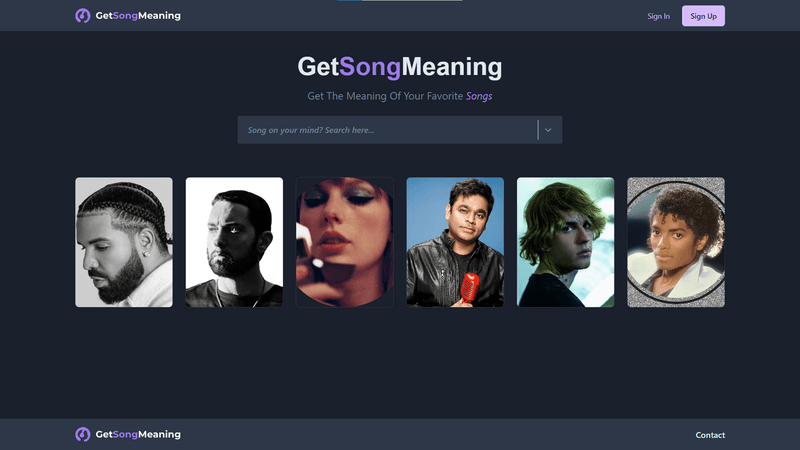 GetSongMeaning
Sign In
Sign Up
GetSongMeaning
Get The Meaning Of Your Favorite Songs
Song on your mind? Search here...
GetSongMeaning
Contact